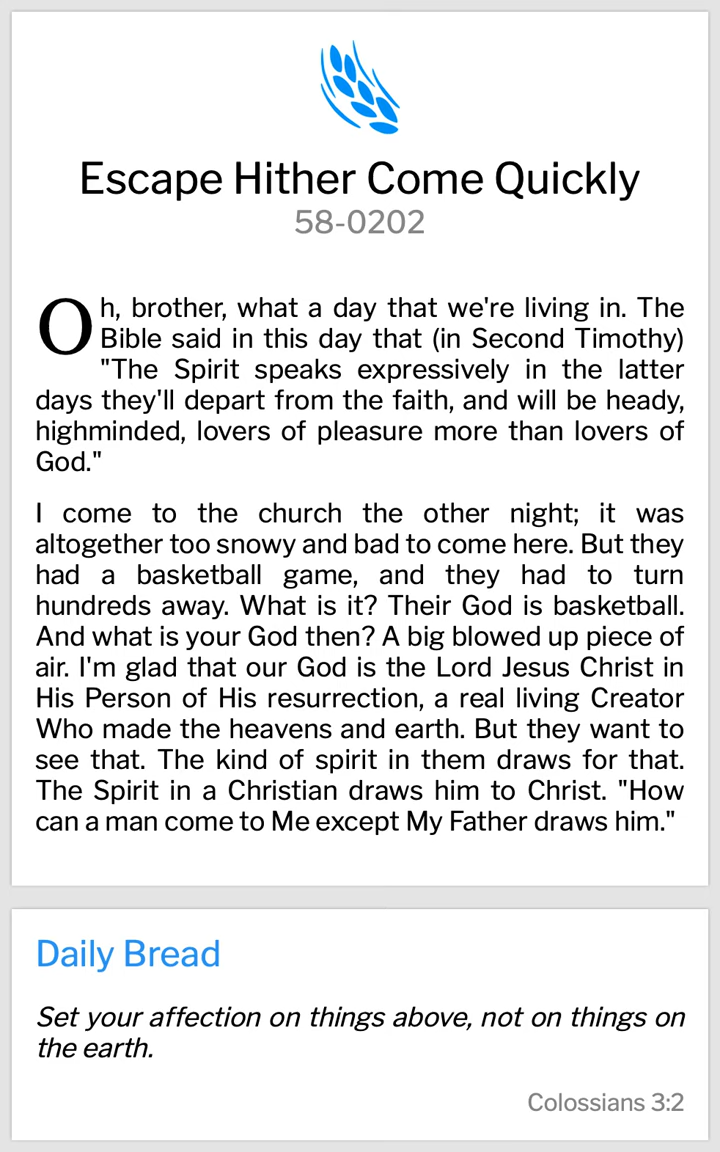 Escape Hither Come Quickly
58-0202
Oh, brother, what a day that we're living in. The
Bible said in this day that (in Second Timothy)
"The Spirit speaks expressively in the latter
days they'll depart from the faith, and will be heady,
highminded, lovers of pleasure more than lovers of
God."
I come to the church the other night; it was
altogether too snowy and bad to come here. But they
had a basketball game, and they had to turn
hundreds away. What is it? Their God is basketball.
And what is your God then? A big blowed up piece of
air. I'm glad that our God is the Lord Jesus Christ in
His Person of His resurrection, a real living Creator
Who made the heavens and earth. But they want to
see that. The kind of spirit in them draws for that.
The Spirit in a Christian draws him to Christ. "How
can a man come to Me except My Father draws him."
Daily Bread
Set your affection on things above, not on things on
the earth.
Colossians 3:2